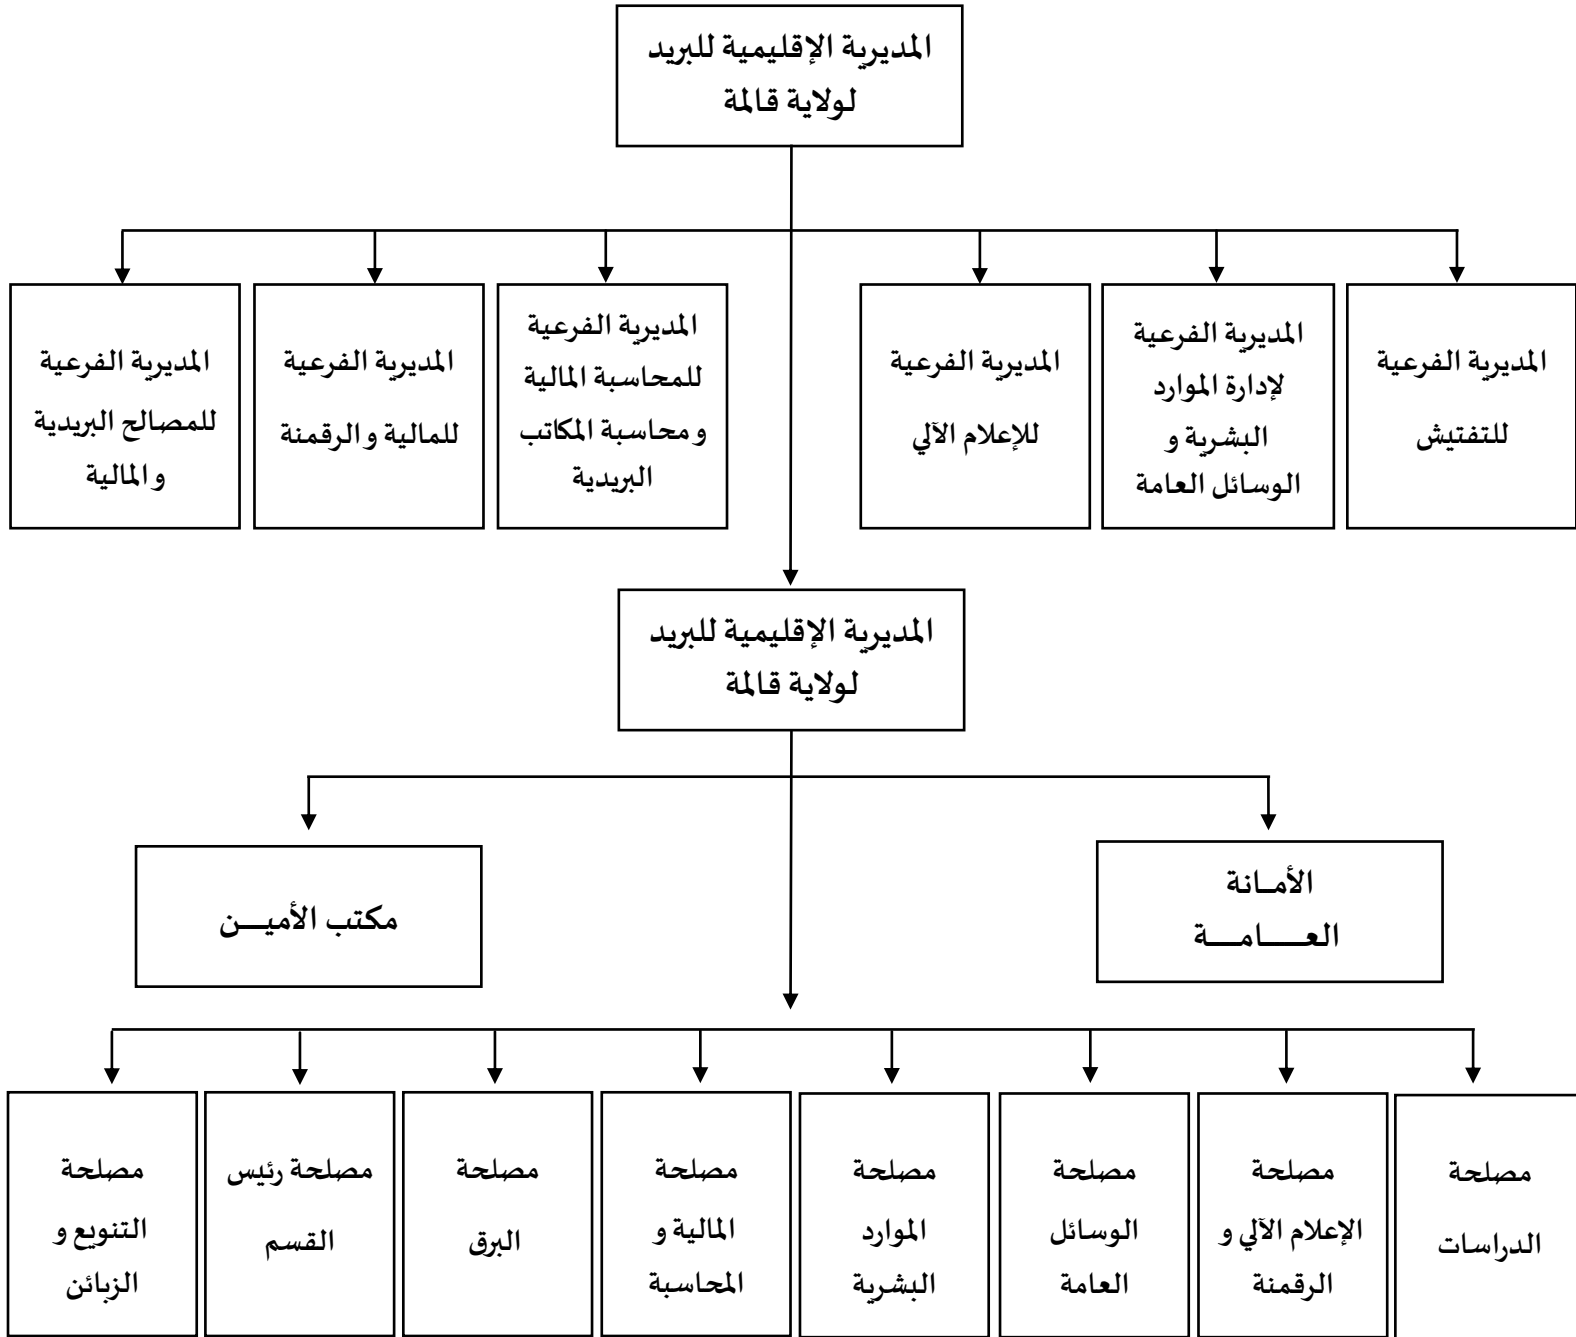 المديرية الإقليمية للبريد
لولاية قالمة
المديرية الفرعية
للتفتيش
المديرية الفرعية
لإدارة الموارد
البشرية و
الوسائل العامة
المديرية الفرعية
للإعلام الآلي
المديرية الفرعية
للمحاسبة المالية
و محاسبة المكاتب
البريدية
المديرية الفرعية
للمالية و الرقمنة
المديرية الفرعية
للمصالح البريدية
و المالية
المديرية الإقليمية للبريد
لولاية قالمة
الأمــانة
العـــــامـــــة
مكتب الأميـــن
مصلحة
الدراسات
مصلحة
الإعلام الآلي و
الرقمنة
مصلحة
الوسائل
العامة
مصلحة
الموارد
البشرية
مصلحة
المالية و
المحاسبة
مصلحة
البرق
مصلحة رئيس
القسم
مصلحة
التنويع و
الزبائن